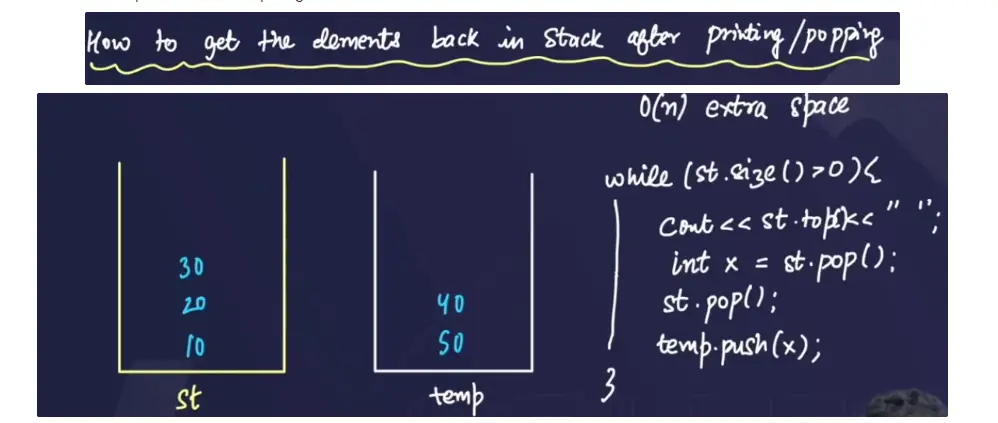 How to get the elements back in Stack after printing/popping
O(n) extra space
while (st.size()>0){
cout << st.top()<< " ";
int x = st.pop();
st.pop();
temp.push(x);
}
30
20
10
st
40
50
temp